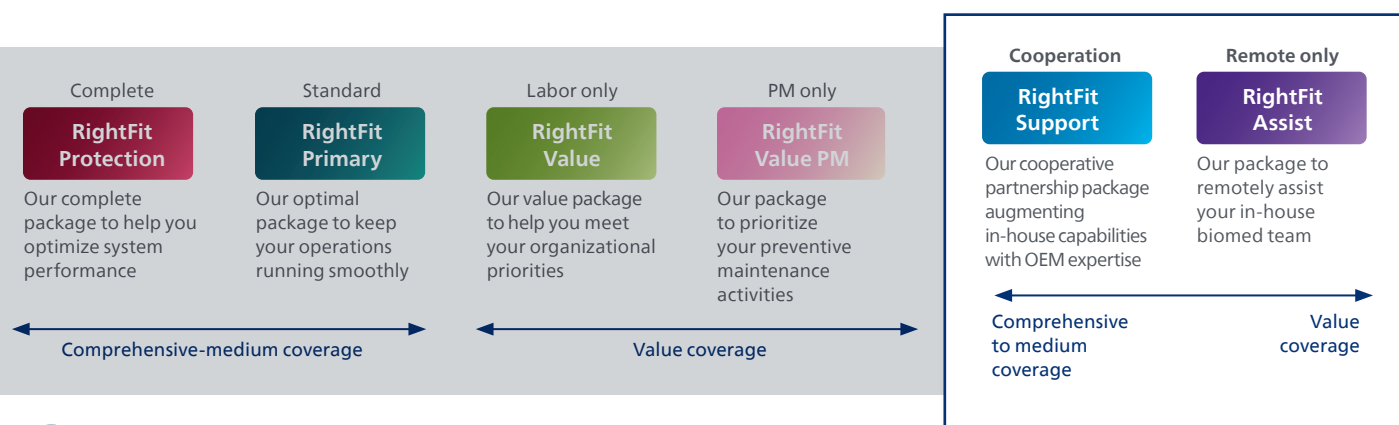 Complete
RightFit
Protection
Our complete
package to help you
optimize system
performance
Standard
RightFit
Primary
Our optimal
package to keep
your operations
running smoothly
Comprehensive-medium coverage
Labor only
RightFit
Value
Our value package
to help you meet
your organizational
priorities
PM only
RightFit
Value PM
Our package
to prioritize
your preventive
maintenance
activities
Value coverage
Cooperation
RightFit
Support
Our cooperative
partnership package
augmenting
in-house capabilities
with OEM expertise
Remote only
RightFit
Assist
Our package to
remotely assist
your in-house
biomed team
Comprehensive
to medium
coverage
Value
coverage